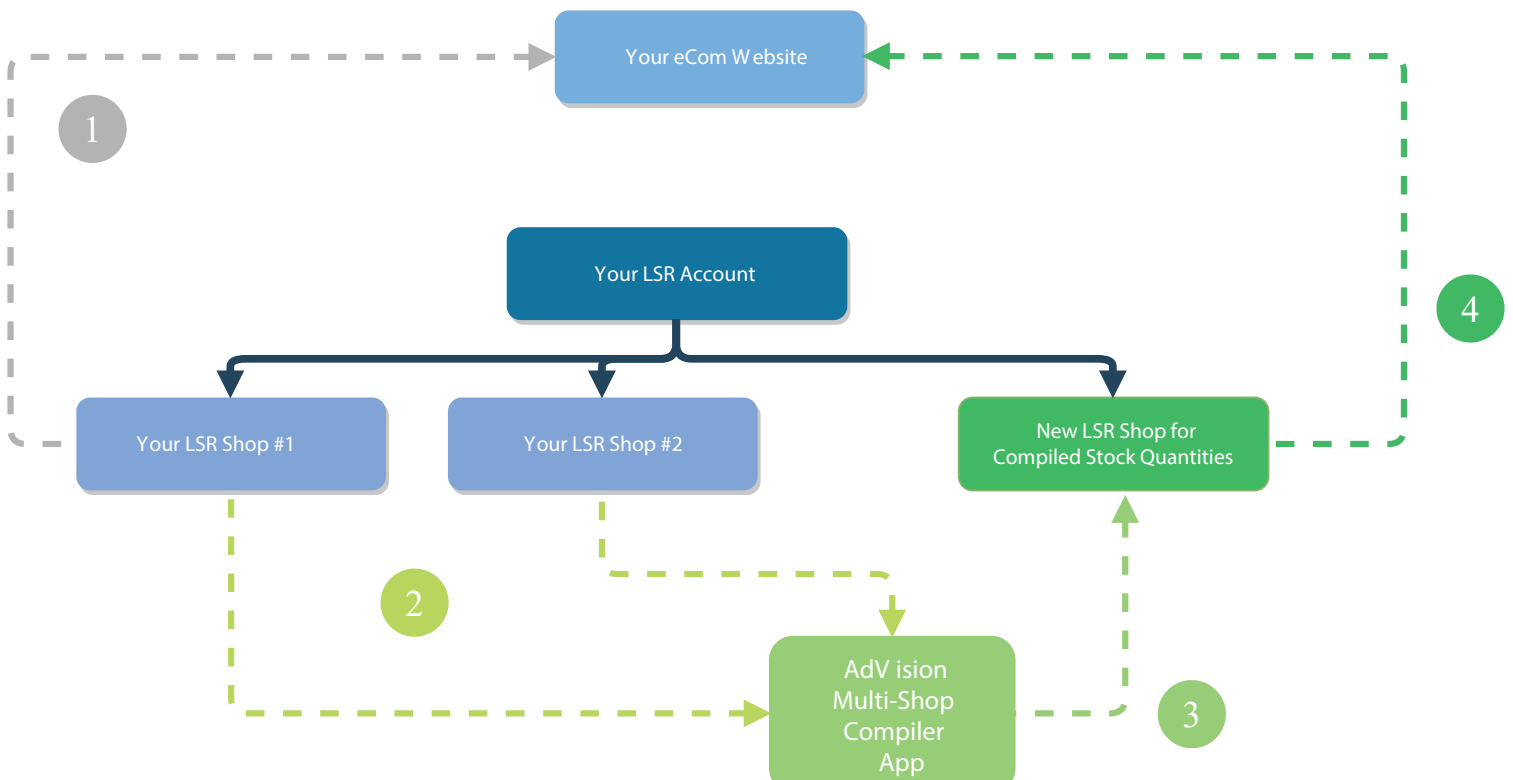 Your eCom Website
1
Your LSR Account
4
Your LSR Shop #1
Your LSR Shop #2
New LSR Shop for
Compiled Stock Quantities
2
AdV ision
Multi-Shop
Compiler
App
3